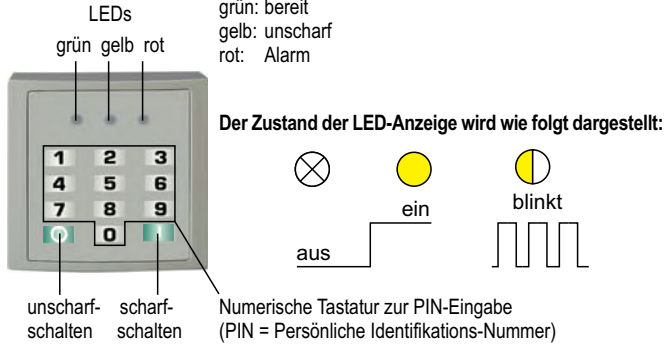 LEDs
grün gelb rot
grün: bereit
gelb: unscharf
rot: Alarm
Der Zustand der LED-Anzeige wird wie folgt dargestellt:
1 2 3
4 5 6
7 8 9
0
aus
ein
blinkt
unscharf-
schalten
scharf-
schalten
Numerische Tastatur zur PIN-Eingabe
(PIN = Persönliche Identifikations-Nummer)